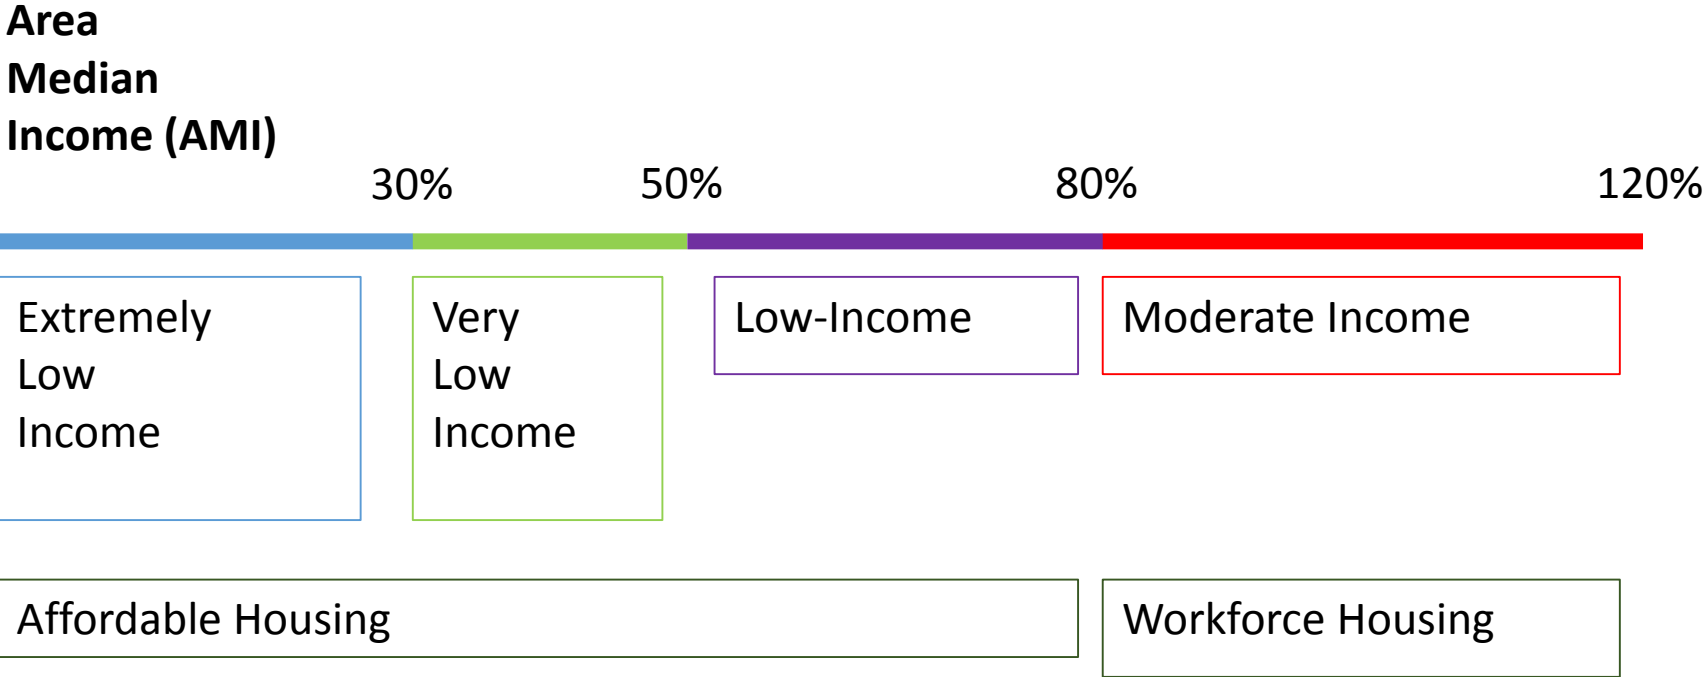 Area
Median
Income (AMI)
30% 50% 80% 120%
Extremely
Low
Income
Very
Low
Income
Low-Income
Moderate Income
Affordable Housing
Workforce Housing